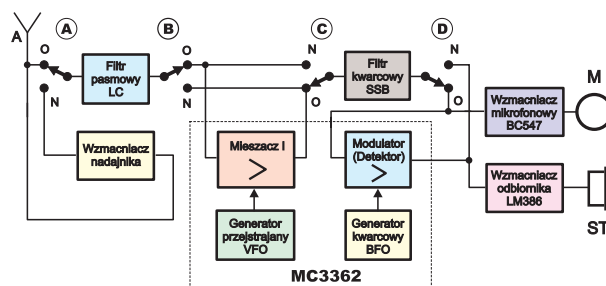 A
A
B
C
D
O
N
Filtr
pasmowy
LC
O
N
N
O
Filtr
kwarcowy
SSB
N
O
Wzmacniacz
mikrofonowy
BC547
M
Wzmacniacz
nadajnika
Mieszacz I
Modulator
(Detektor)
Wzmacniacz
odbiornika
LM386
ST
Generator
przejstrajany
VFO
Generator
kwarcowy
BFO
MC3362